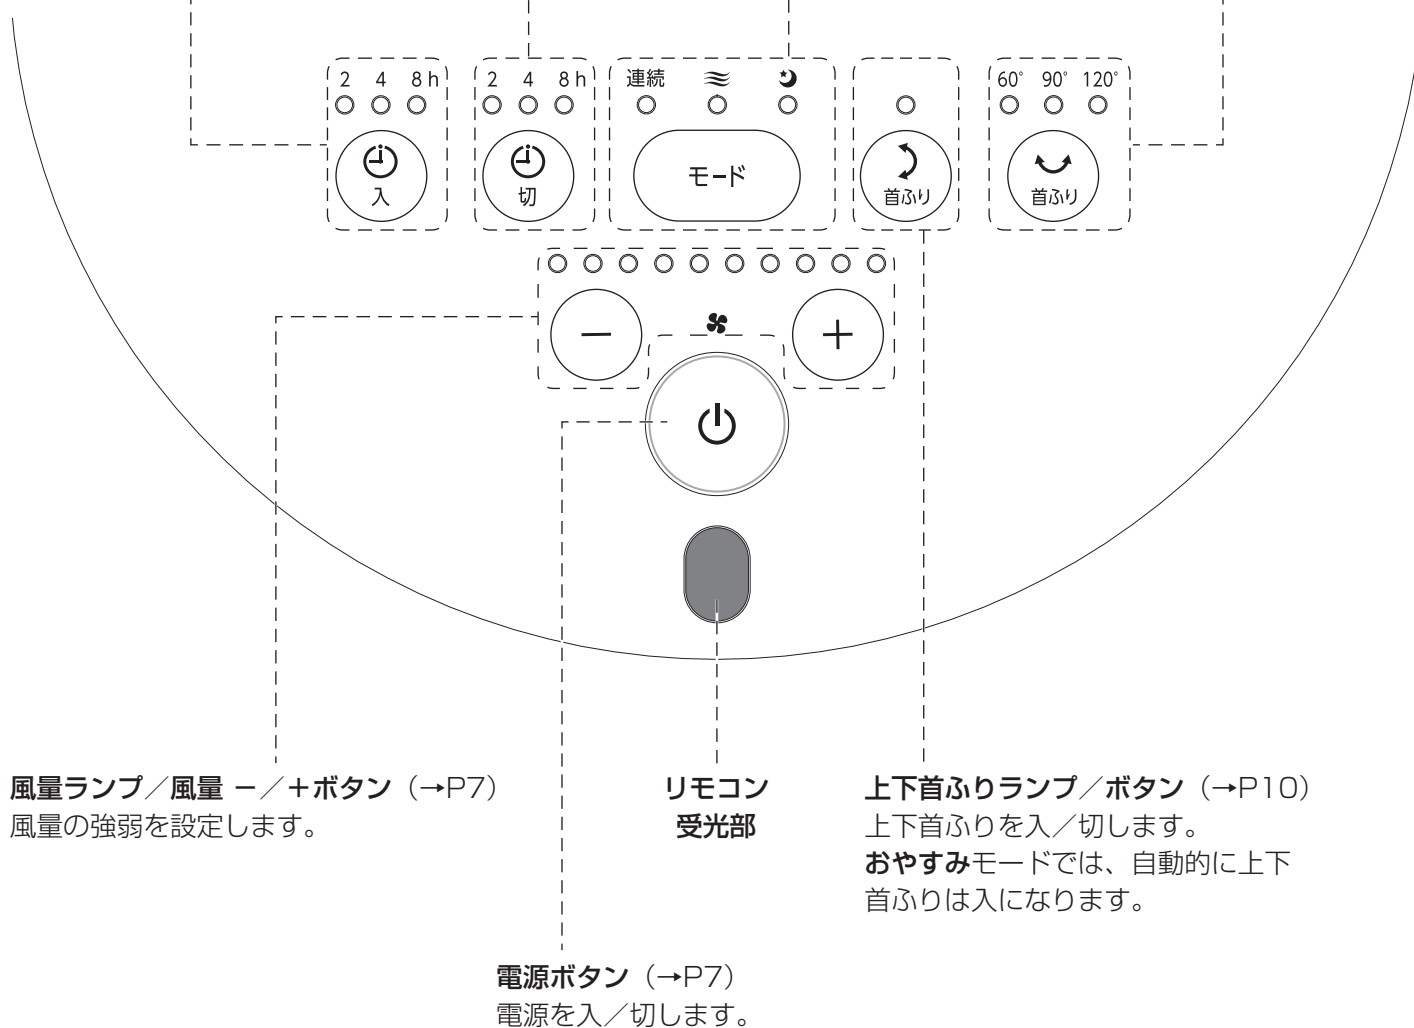 2 4 8h
2 4 8h
連続
60° 90° 120°
入
切
モード
首ふり
首ふり
風量ランプ／風量 －／＋ボタン（→P7）
風量の強弱を設定します。
リモコン
受光部
上下首ふりランプ／ボタン（→P10）
上下首ふりを入／切します。
おやすみモードでは、自動的に上下
首ふりは入になります。
電源ボタン（→P7）
電源を入／切します。